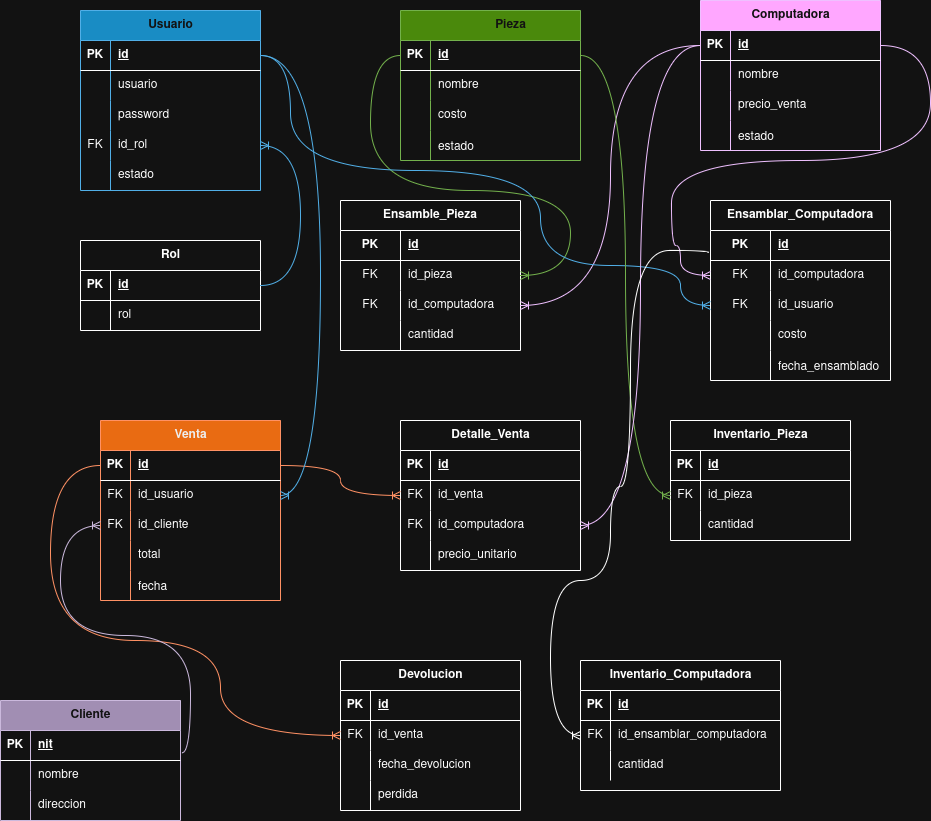 Usuario
PK id
usuario
password
FK id_rol
estado
Pieza
PK id
nombre
costo
estado
Computadora
PK id
nombre
precio_venta
estado
Rol
PK id
rol
Ensamble_Pieza
PK id
FK id_pieza
FK id_computadora
cantidad
Ensamblar_Computadora
PK id
FK id_computadora
FK id_usuario
costo
fecha_ensamblado
Venta
PK id
FK id_usuario
FK id_cliente
total
fecha
Detalle_Venta
PK id
FK id_venta
FK id_computadora
precio_unitario
Inventario_Pieza
PK id
FK id_pieza
cantidad
Cliente
PK nit
nombre
direccion
Devolucion
PK id
FK id_venta
fecha_devolucion
perdida
Inventario_Computadora
PK id
FK id_ensamblar_computadora
cantidad